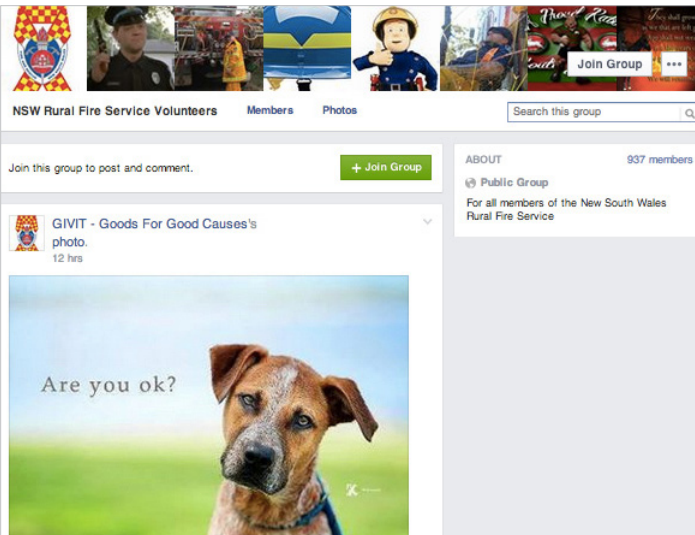 Proud
Join Group
NSW Rural Fire Service Volunteers
Members
Photos
Search this group
Join this group to post and comment.
+ Join Group
ABOUT
937 members
Public Group
For all members of the New South Wales
Rural Fire Service
GIVIT - Goods For Good Causes's
photo.
12 hrs
Are you ok?